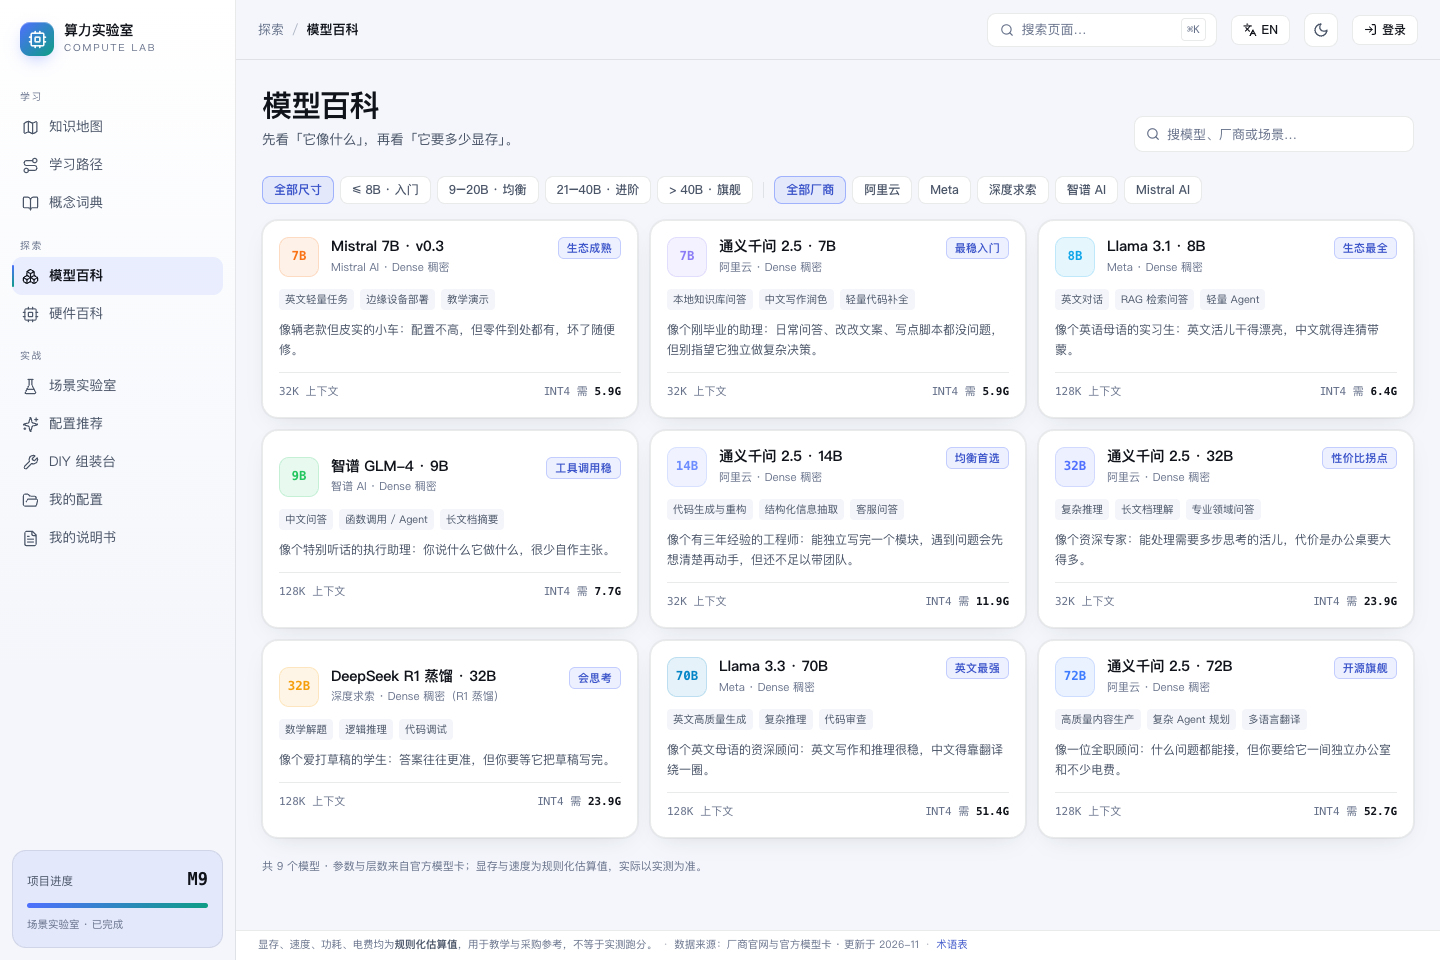 算力实验室
COMPUTE LAB
学习
知识地图
学习路径
概念词典
探索
模型百科
硬件百科
实战
场景实验室
配置推荐
DIY 组装台
我的配置
我的说明书
项目进度 M9
场景实验室 · 已完成
探索 / 模型百科
搜索页面… ⌘K
EN
登录
模型百科
先看「它像什么」，再看「它要多少显存」。
搜模型、厂商或场景…
全部尺寸 ≤ 8B · 入门 9—20B · 均衡 21—40B · 进阶 > 40B · 旗舰 全部厂商 阿里云 Meta 深度求索 智谱 AI Mistral AI
7B
Mistral 7B · v0.3
Mistral AI · Dense 稠密
生态成熟
英文轻量任务 边缘设备部署 教学演示
像辆老款但皮实的小车：配置不高，但零件到处都有，坏了随便
修。
32K 上下文 INT4 需 5.9G
7B
通义千问 2.5 · 7B
阿里云 · Dense 稠密
最稳入门
本地知识库问答 中文写作润色 轻量代码补全
像个刚毕业的助理：日常问答、改改文案、写点脚本都没问题，
但别指望它独立做复杂决策。
32K 上下文 INT4 需 5.9G
8B
Llama 3.1 · 8B
Meta · Dense 稠密
生态最全
英文对话 RAG 检索问答 轻量 Agent
像个英语母语的实习生：英文活儿干得漂亮，中文就得连猜带
蒙。
128K 上下文 INT4 需 6.4G
9B
智谱 GLM-4 · 9B
智谱 AI · Dense 稠密
工具调用稳
中文问答 函数调用 / Agent 长文档摘要
像个特别听话的执行助理：你说什么它做什么，很少自作主张。
128K 上下文 INT4 需 7.7G
14B
通义千问 2.5 · 14B
阿里云 · Dense 稠密
均衡首选
代码生成与重构 结构化信息抽取 客服问答
像个有三年经验的工程师：能独立写完一个模块，遇到问题会先
想清楚再动手，但还不足以带团队。
32K 上下文 INT4 需 11.9G
32B
通义千问 2.5 · 32B
阿里云 · Dense 稠密
性价比拐点
复杂推理 长文档理解 专业领域问答
像个资深专家：能处理需要多步思考的活儿，代价是办公桌要大
得多。
32K 上下文 INT4 需 23.9G
32B
DeepSeek R1 蒸馏 · 32B
深度求索 · Dense 稠密（R1 蒸馏）
会思考
数学解题 逻辑推理 代码调试
像个爱打草稿的学生：答案往往更准，但你要等它把草稿写完。
128K 上下文 INT4 需 23.9G
70B
Llama 3.3 · 70B
Meta · Dense 稠密
英文最强
英文高质量生成 复杂推理 代码审查
像个英文母语的资深顾问：英文写作和推理很稳，中文得靠翻译
绕一圈。
128K 上下文 INT4 需 51.4G
72B
通义千问 2.5 · 72B
阿里云 · Dense 稠密
开源旗舰
高质量内容生产 复杂 Agent 规划 多语言翻译
像一位全职顾问：什么问题都能接，但你要给它一间独立办公室
和不少电费。
128K 上下文 INT4 需 52.7G
共 9 个模型 · 参数与层数来自官方模型卡；显存与速度为规则化估算值，实际以实测为准。
显存、速度、功耗、电费均为规则化估算值，用于教学与采购参考，不等于实测跑分。 · 数据来源：厂商官网与官方模型卡 · 更新于 2026-11 · 术语表